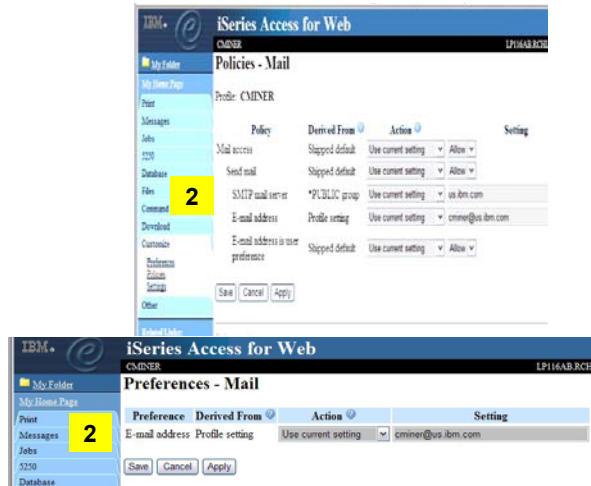 IBM. iSeries Access for Web
CMINER LP116AB.RCHL
My Folder
Policies - Mail
My Home Page
Profile: CMINER
Print
Messages
Jobs
5250
Database
Files
Command
Download
Customize
Preferences
Policies
Settings
Other
Related Links:
2
Policy Derived From Action Setting
Mail access Shipped default Use current setting Allow
Send mail Shipped default Use current setting Allow
SMTP mail server *PUBLIC group Use current setting us.ibm.com
E-mail address Profile setting Use current setting cminer@us.ibm.com
E-mail address is user
preference Shipped default Use current setting Allow
Save Cancel Apply
IBM. iSeries Access for Web
CMINER LP116AB.RCH
My Folder
Preferences - Mail
My Home Page
Print
Messages
Jobs
5250
Database
2
Preference Derived From Action Setting
E-mail address Profile setting Use current setting cminer@us.ibm.com
Save Cancel Apply